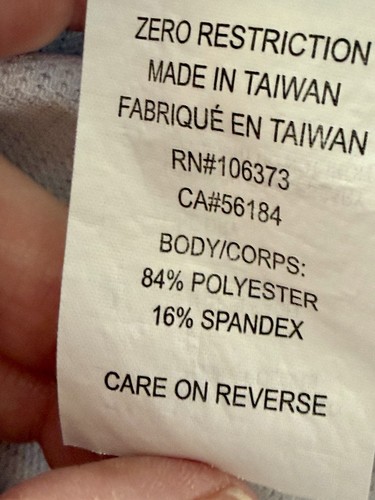 ZERO RESTRICTION
MADE IN TAIWAN
FABRIQUÉ EN TAIWAN
RN#106373
CA#56184
BODY/CORPS:
84% POLYESTER
16% SPANDEX
CARE ON REVERSE